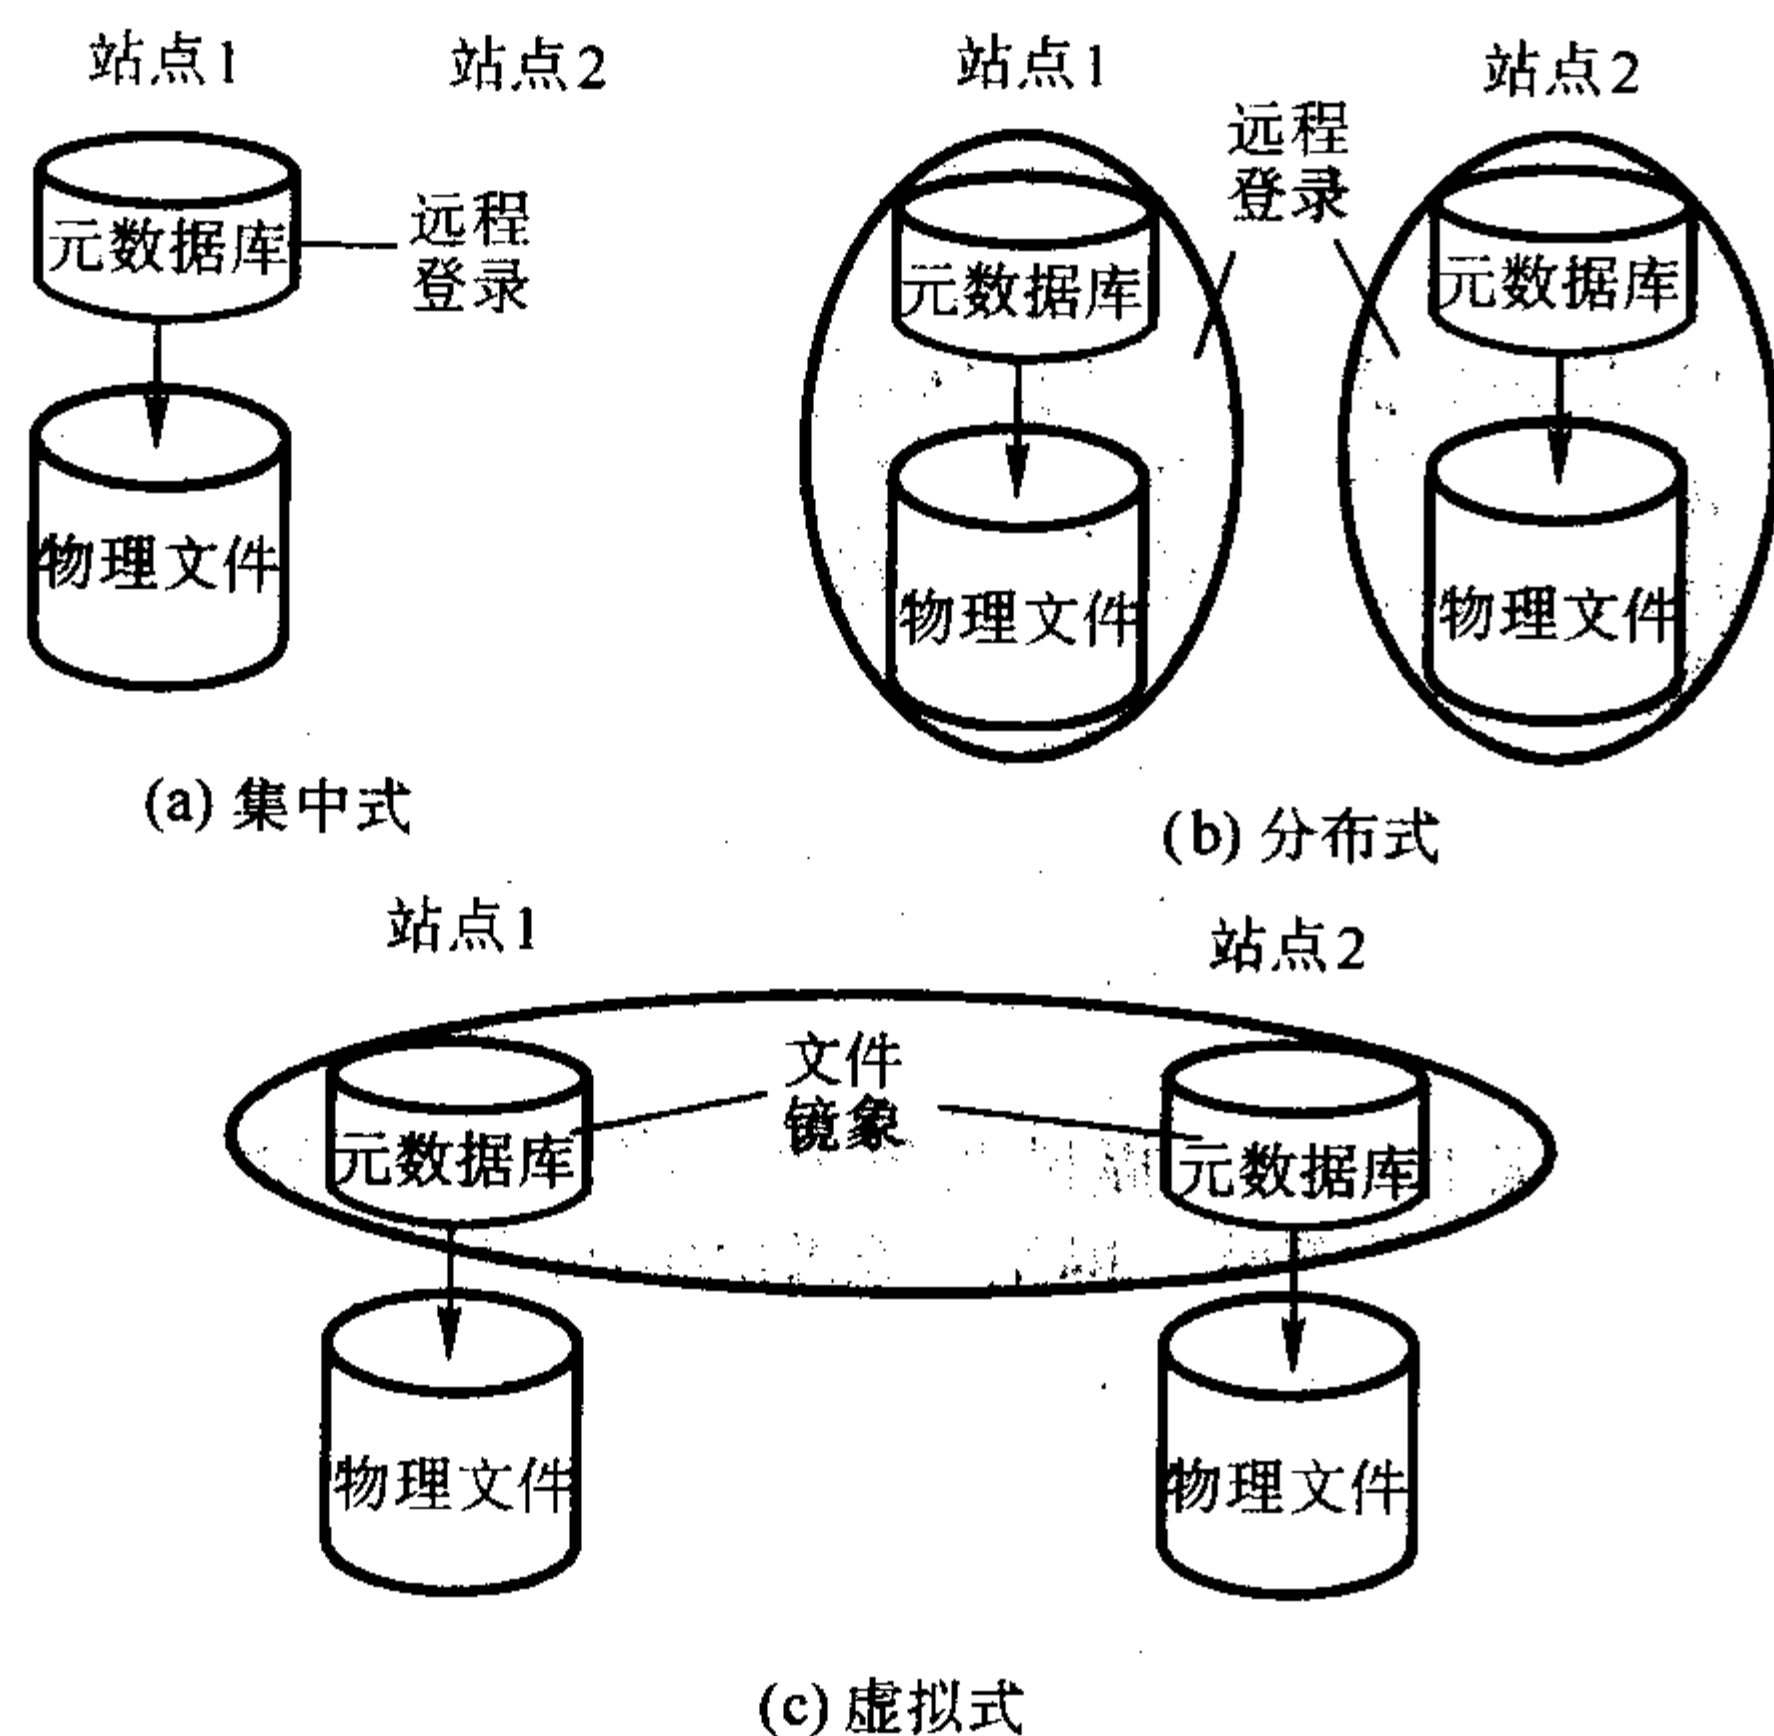 站点1
站点2
元数据库
远程
登录
物理文件
(a) 集中式
站点1
站点2
远程
登录
元数据库
元数据库
物理文件
物理文件
(b) 分布式
站点1
站点2
文件
镜象
元数据库
元数据库
物理文件
物理文件
(c) 虚拟式